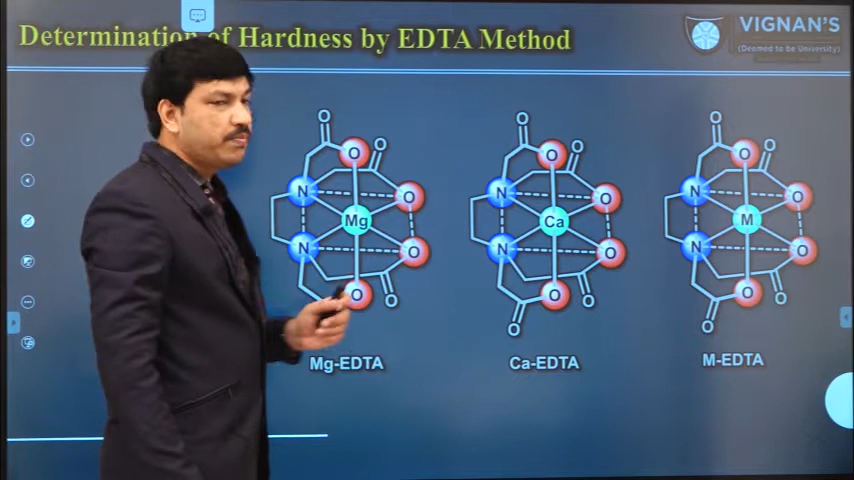 Determination of Hardness by EDTA Method
VIGNAN'S
(Deemed to be University)
O O O
O O O O O O
N O N O N O
Mg Ca M
N O N O N O
O O O O O O
O O
Mg-EDTA Ca-EDTA M-EDTA